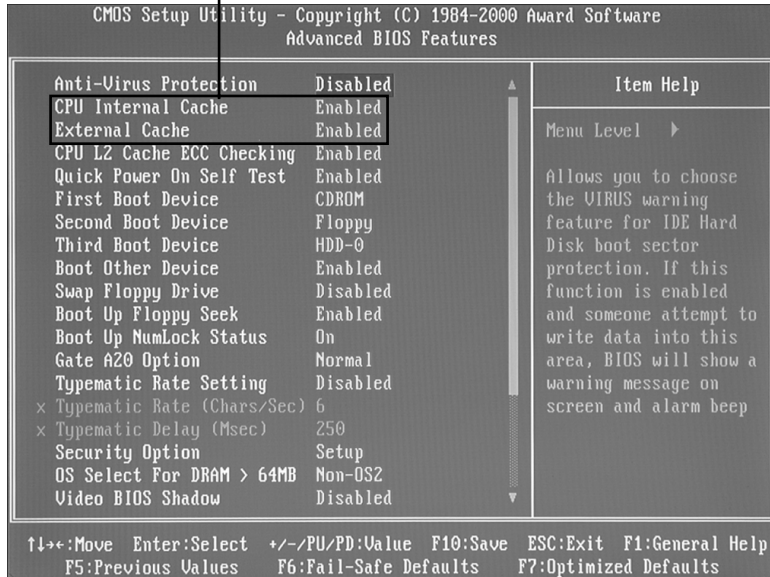 CMOS Setup Utility - Copyright (C) 1984-2000 Award Software
Advanced BIOS Features
Anti-Virus Protection Disabled
CPU Internal Cache Enabled
External Cache Enabled
CPU L2 Cache ECC Checking Enabled
Quick Power On Self Test Enabled
First Boot Device CDROM
Second Boot Device Floppy
Third Boot Device HDD-0
Boot Other Device Enabled
Swap Floppy Drive Disabled
Boot Up Floppy Seek Enabled
Boot Up NumLock Status On
Gate A20 Option Normal
Typematic Rate Setting Disabled
x Typematic Rate (Chars/Sec) 6
x Typematic Delay (Msec) 250
Security Option Setup
OS Select For DRAM > 64MB Non-OS2
Video BIOS Shadow Disabled
Item Help
Menu Level
Allows you to choose
the VIRUS warning
feature for IDE Hard
Disk boot sector
protection. If this
function is enabled
and someone attempt to
write data into this
area, BIOS will show a
warning message on
screen and alarm beep
↑↓→←:Move Enter:Select +/-/PU/PD:Value F10:Save ESC:Exit F1:General Help
F5:Previous Values F6:Fail-Safe Defaults F7:Optimized Defaults